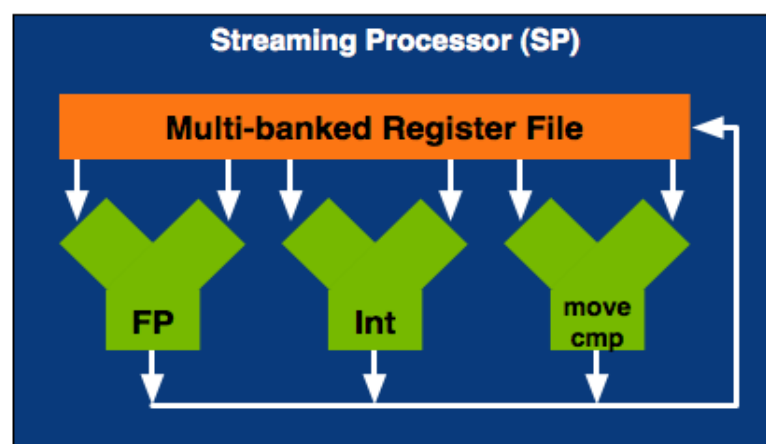 Streaming Processor (SP)
Multi-banked Register File
FP
Int
move
cmp